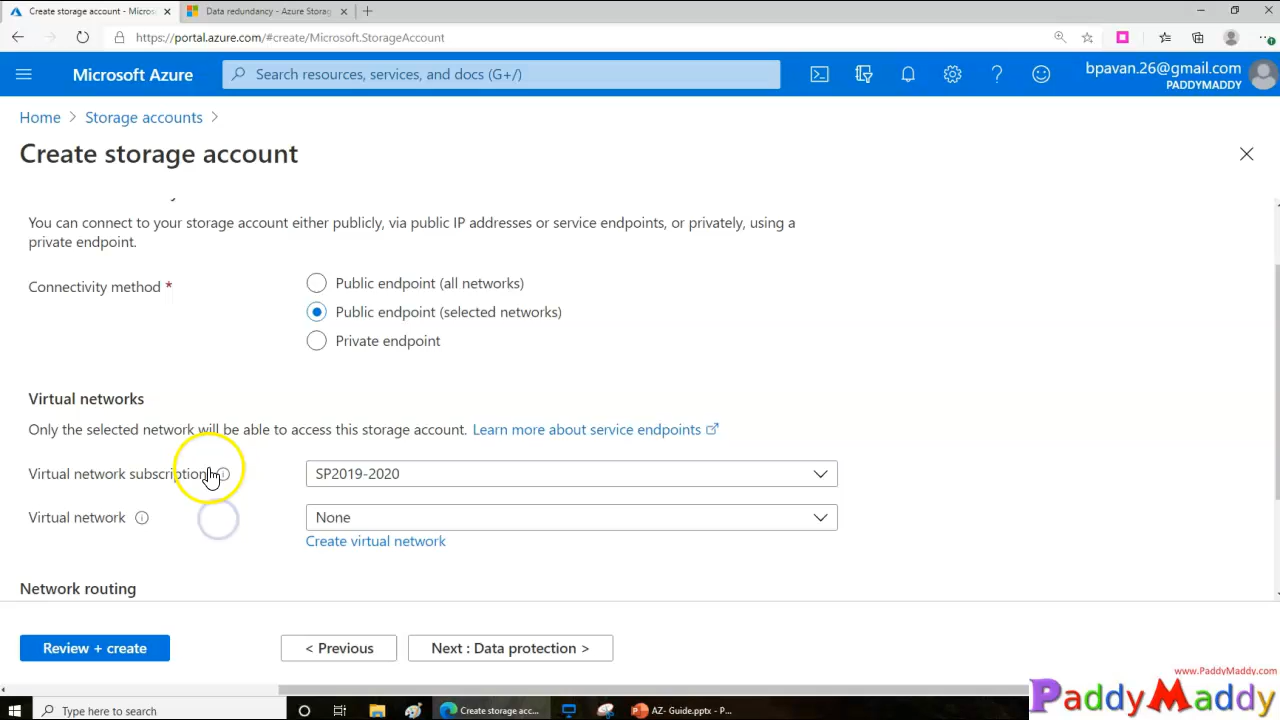 Create storage account - Micros
Data redundancy - Azure Storag
https://portal.azure.com/#create/Microsoft.StorageAccount
Microsoft Azure
Search resources, services, and docs (G+/)
bpavan.26@gmail.com
PADDYMADDY
Home > Storage accounts >
Create storage account
You can connect to your storage account either publicly, via public IP addresses or service endpoints, or privately, using a
private endpoint.
Connectivity method *
Public endpoint (all networks)
Public endpoint (selected networks)
Private endpoint
Virtual networks
Only the selected network will be able to access this storage account. Learn more about service endpoints
Virtual network subscription
SP2019-2020
Virtual network
None
Create virtual network
Network routing
Review + create
< Previous
Next : Data protection >
www.PaddyMaddy.com
PaddyMaddy
Type here to search
Create storage acc...
AZ- Guide.pptx - P...